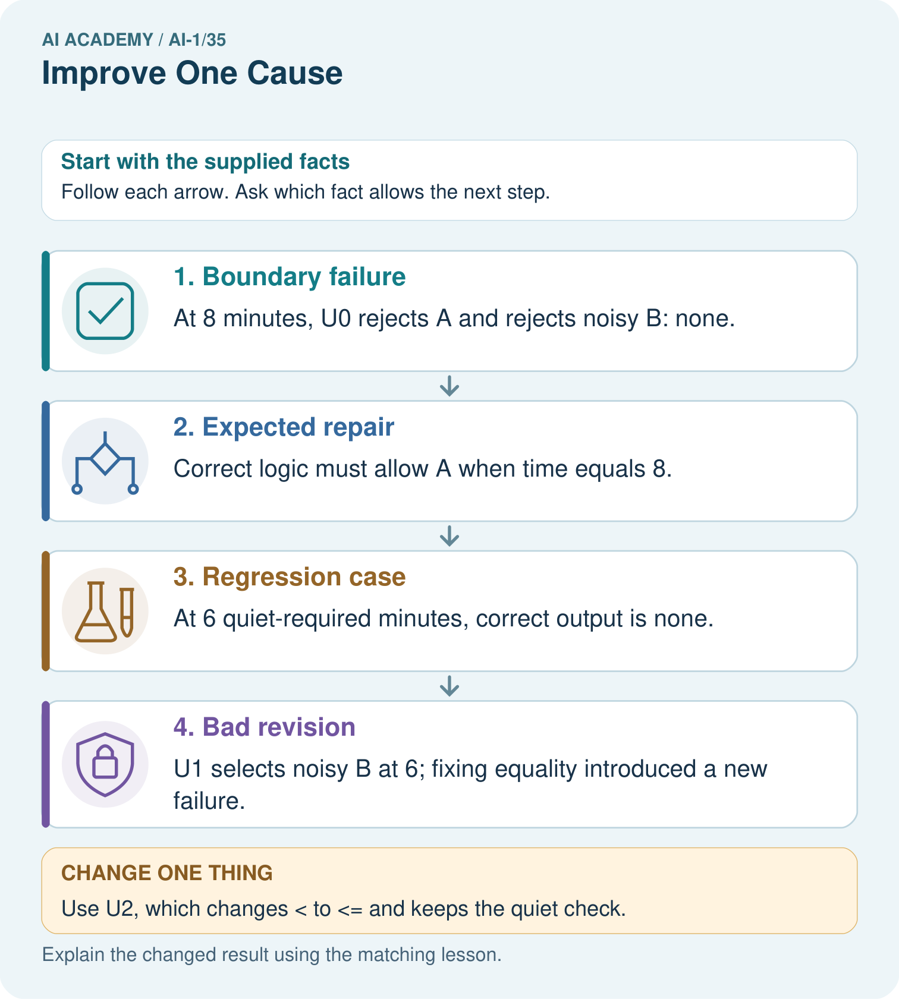 AI ACADEMY / AI-1/35
Improve One Cause
Start with the supplied facts
Follow each arrow. Ask which fact allows the next step.
1. Boundary failure
At 8 minutes, U0 rejects A and rejects noisy B: none.
2. Expected repair
Correct logic must allow A when time equals 8.
3. Regression case
At 6 quiet-required minutes, correct output is none.
4. Bad revision
U1 selects noisy B at 6; fixing equality introduced a new
failure.
CHANGE ONE THING
Use U2, which changes < to <= and keeps the quiet check.
Explain the changed result using the matching lesson.